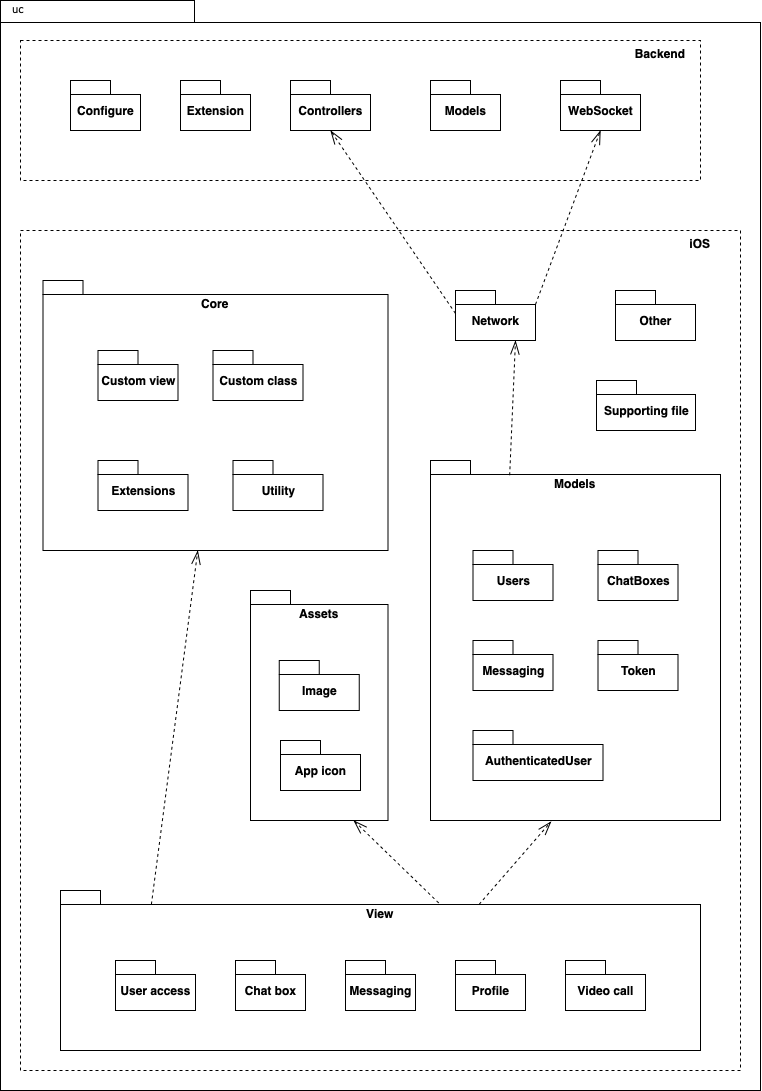 uc
Backend
Configure
Extension
Controllers
Models
WebSocket
iOS
Core
Network
Other
Custom view
Custom class
Supporting file
Extensions
Utility
Models
Users
ChatBoxes
Assets
Messaging
Token
Image
AuthenticatedUser
App icon
View
User access
Chat box
Messaging
Profile
Video call